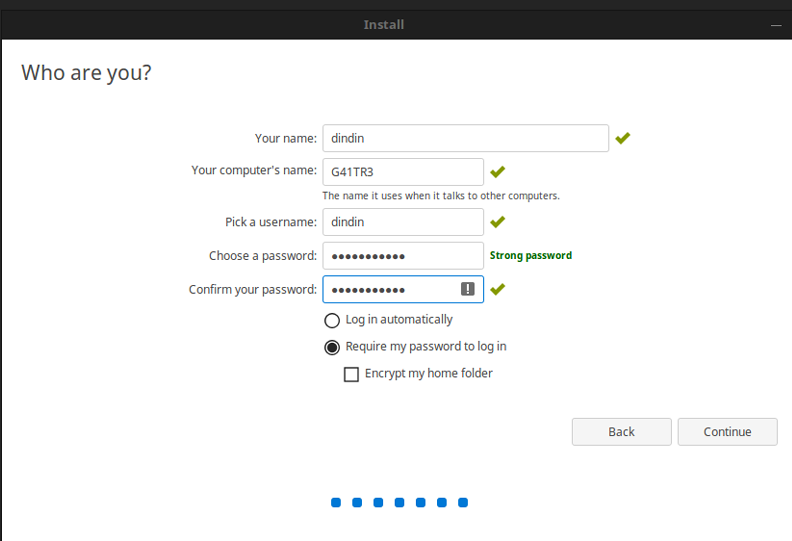 Install
Who are you?
Your name: dindin
Your computer's name: G41TR3
The name it uses when it talks to other computers.
Pick a username: dindin
Choose a password: ●●●●●●●●●●● Strong password
Confirm your password: ●●●●●●●●●●●
Log in automatically
Require my password to log in
Encrypt my home folder
Back Continue